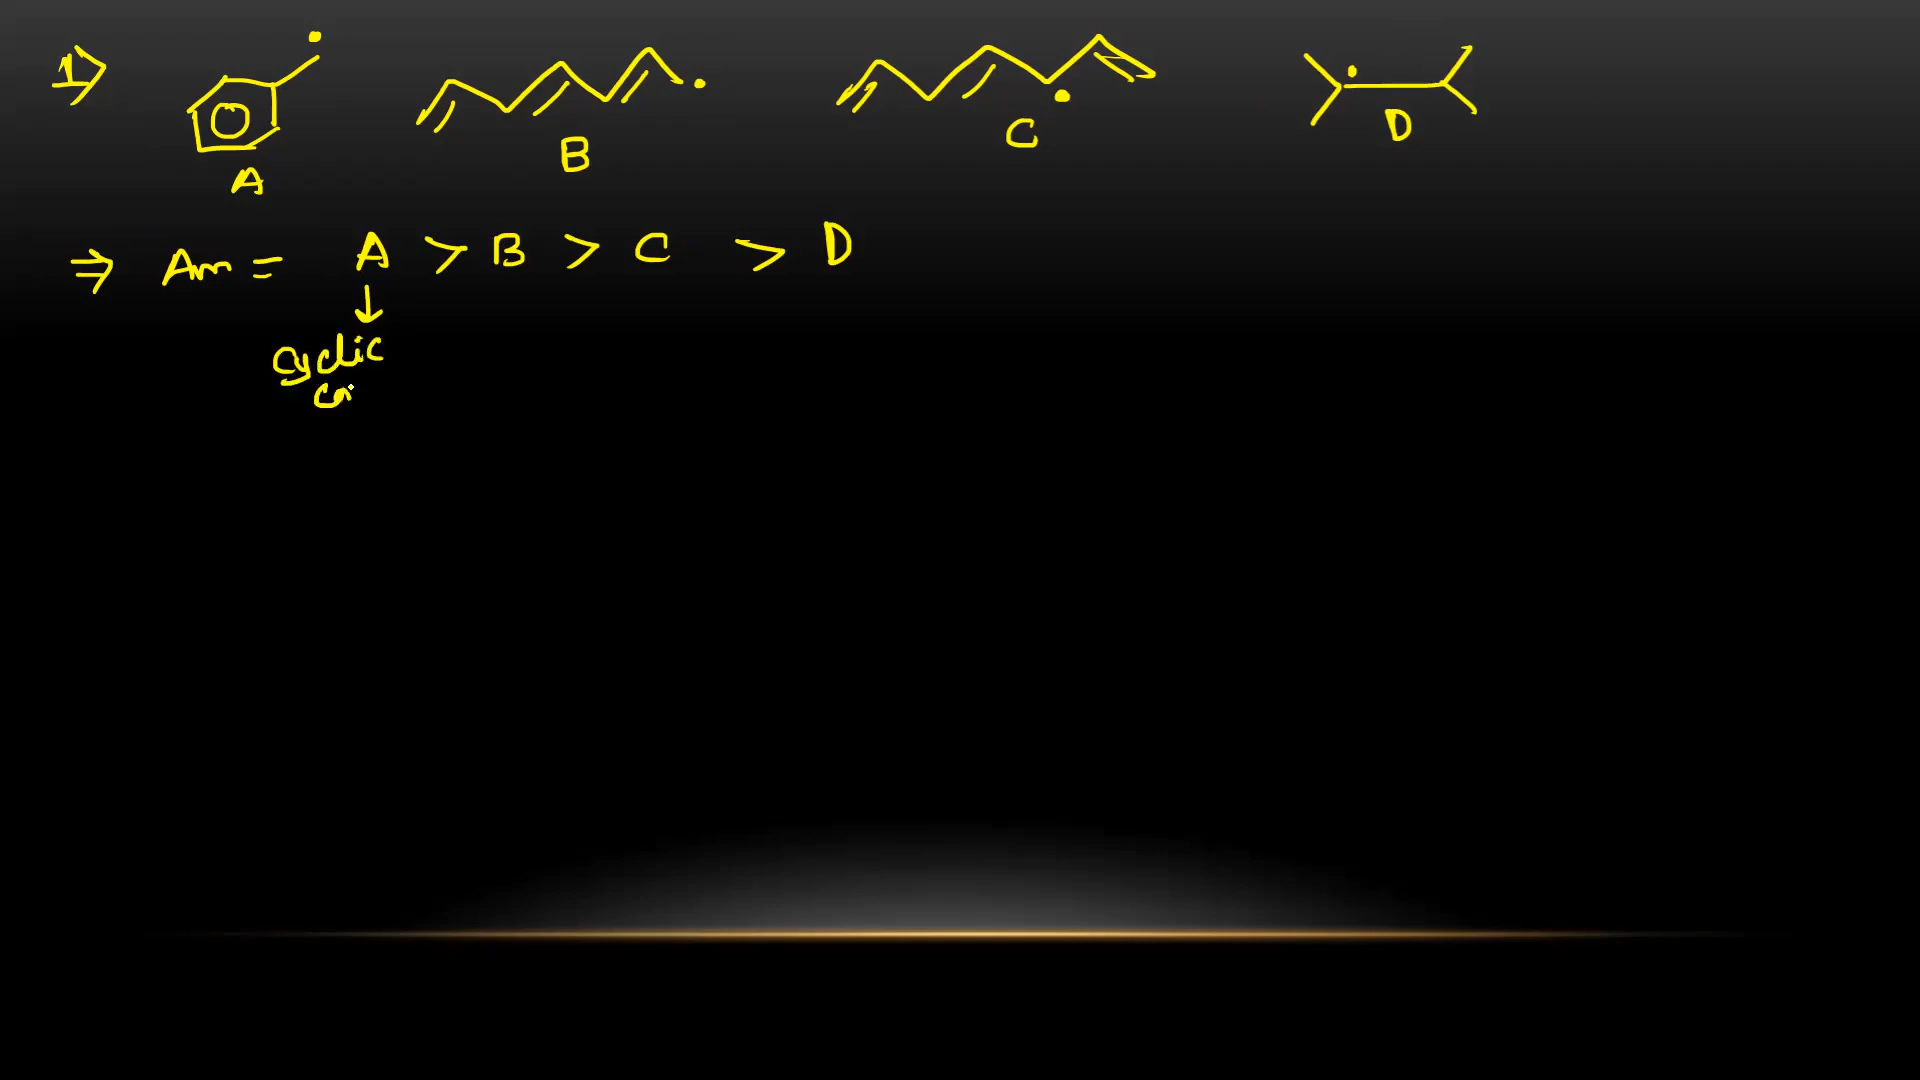 1)
A B C D
⇒ Ans = A > B > C > D
↓
cyclic